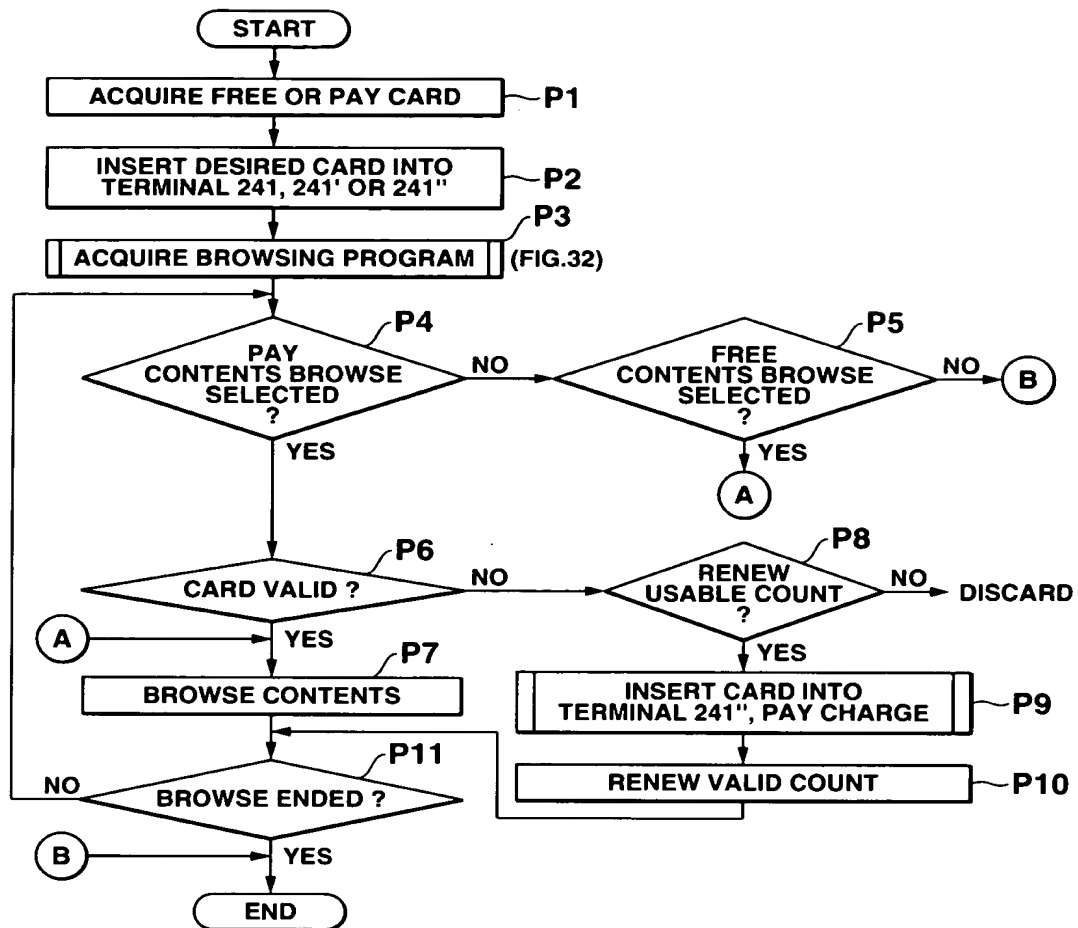 START
ACQUIRE FREE OR PAY CARD
P1
INSERT DESIRED CARD INTO
TERMINAL 241, 241' OR 241"
P2
P3
ACQUIRE BROWSING PROGRAM
(FIG.32)
P4
PAY
CONTENTS BROWSE
SELECTED
?
NO
YES
P5
FREE
CONTENTS BROWSE
SELECTED
?
NO
B
YES
A
P6
CARD VALID ?
NO
YES
P8
RENEW
USABLE COUNT
?
NO
DISCARD
YES
A
P7
BROWSE CONTENTS
INSERT CARD INTO
TERMINAL 241", PAY CHARGE
P9
P11
BROWSE ENDED ?
NO
RENEW VALID COUNT
P10
B
YES
END